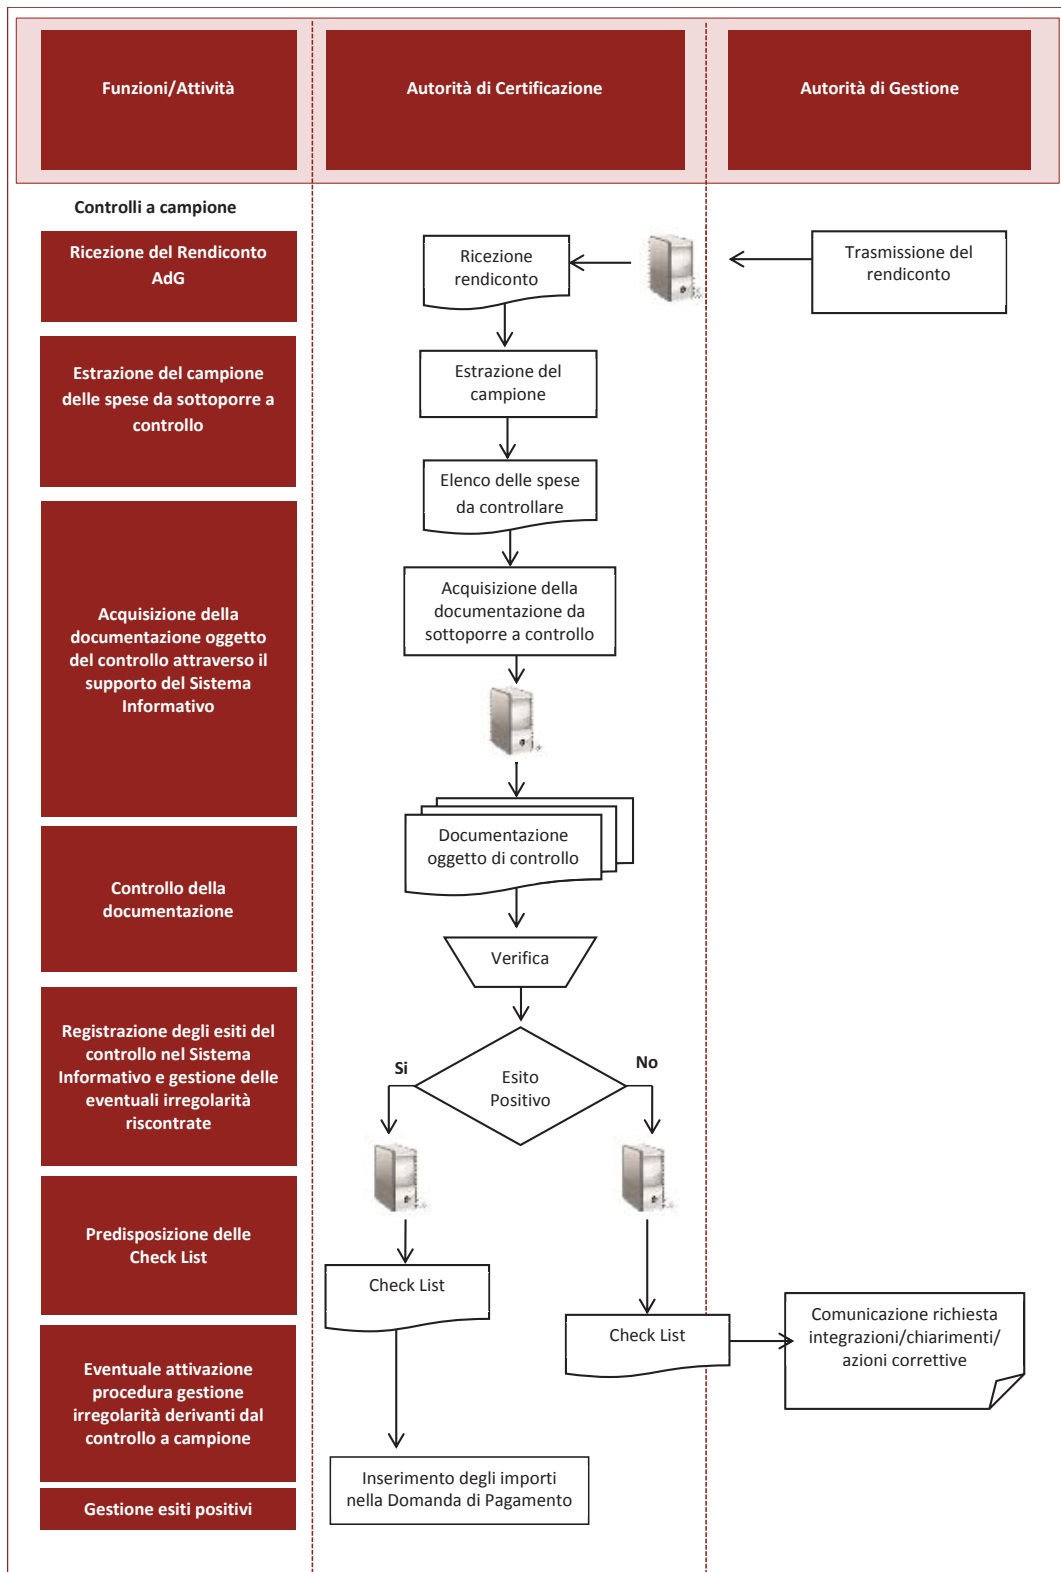 Funzioni/Attività
Autorità di Certificazione
Autorità di Gestione
Controlli a campione
Ricezione del Rendiconto
AdG
Ricezione
rendiconto
Trasmissione del
rendiconto
Estrazione del campione
delle spese da sottoporre a
controllo
Estrazione del
campione
Elenco delle spese
da controllare
Acquisizione della
documentazione oggetto
del controllo attraverso il
supporto del Sistema
Informativo
Acquisizione della
documentazione da
sottoporre a controllo
Documentazione
oggetto di controllo
Controllo della
documentazione
Verifica
Registrazione degli esiti del
controllo nel Sistema
Informativo e gestione delle
eventuali irregolarità
riscontrate
Si
No
Esito
Positivo
Predisposizione delle
Check List
Check List
Check List
Comunicazione richiesta
integrazioni/chiarimenti/
azioni correttive
Eventuale attivazione
procedura gestione
irregolarità derivanti dal
controllo a campione
Inserimento degli importi
nella Domanda di Pagamento
Gestione esiti positivi